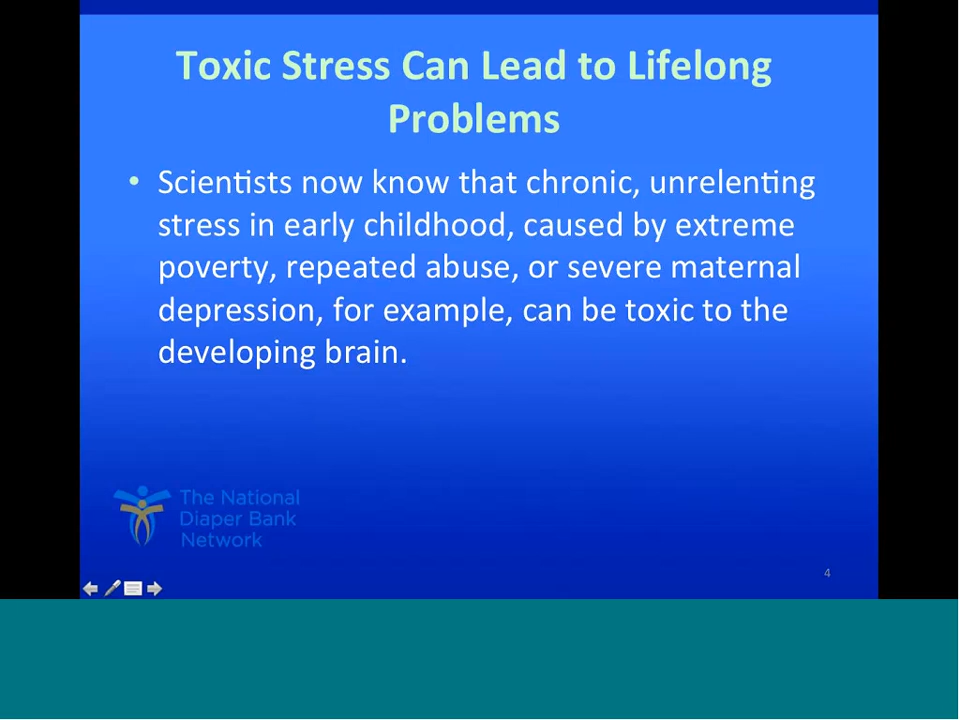 Toxic Stress Can Lead to Lifelong
Problems
• Scientists now know that chronic, unrelenting
stress in early childhood, caused by extreme
poverty, repeated abuse, or severe maternal
depression, for example, can be toxic to the
developing brain.
The National
Diaper Bank
Network
4